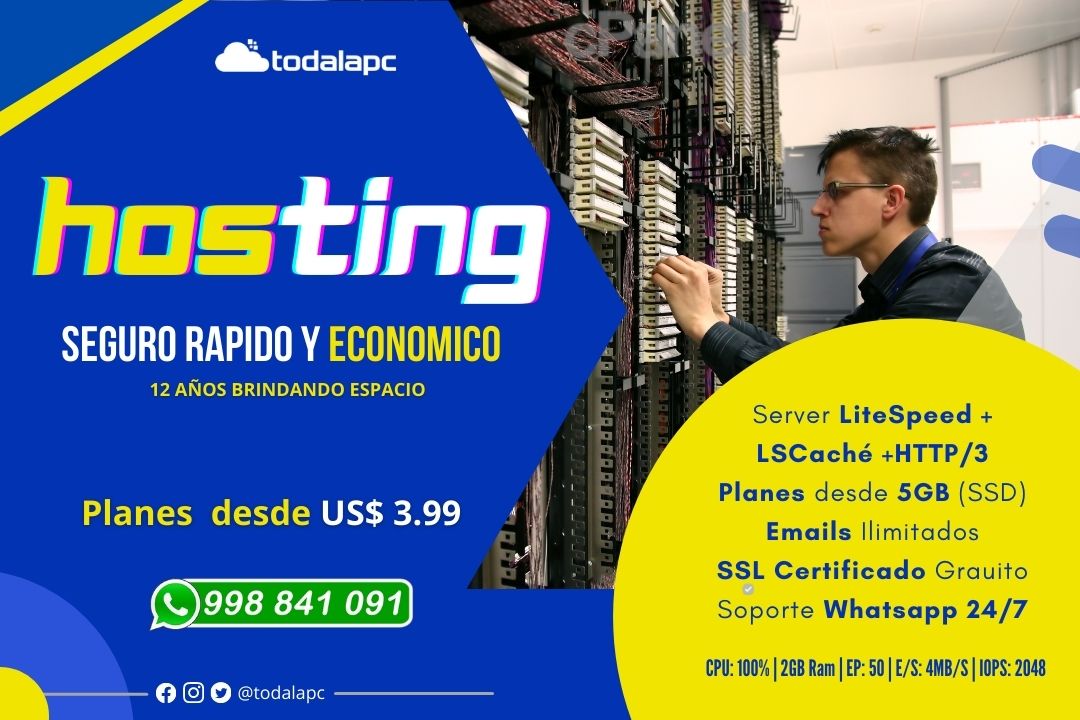 todalapc
cPanel
hosting
SEGURO RAPIDO Y ECONOMICO
12 AÑOS BRINDANDO ESPACIO
Planes desde US$ 3.99
998 841 091
@todalapc
Server LiteSpeed +
LSCaché +HTTP/3
Planes desde 5GB (SSD)
Emails Ilimitados
SSL Certificado Grauito
Soporte Whatsapp 24/7
CPU: 100% | 2GB Ram | EP: 50 | E/S: 4MB/S | IOPS: 2048